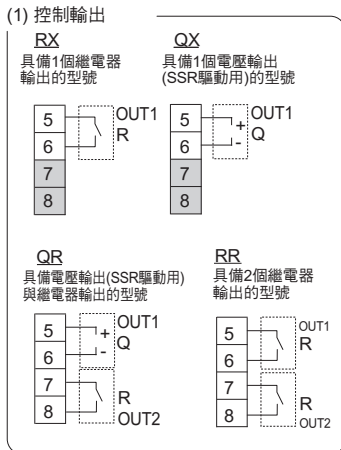 (1) 控制輸出
RX
具備1個繼電器
輸出的型號
5
6
7
8
OUT1
R
QX
具備1個電壓輸出
(SSR驅動用)的型號
5
6
7
8
+
-
OUT1
Q
QR
具備電壓輸出(SSR驅動用)
與繼電器輸出的型號
5
6
7
8
+
-
OUT1
Q
R
OUT2
RR
具備2個繼電器
輸出的型號
5
6
7
8
OUT1
R
R
OUT2